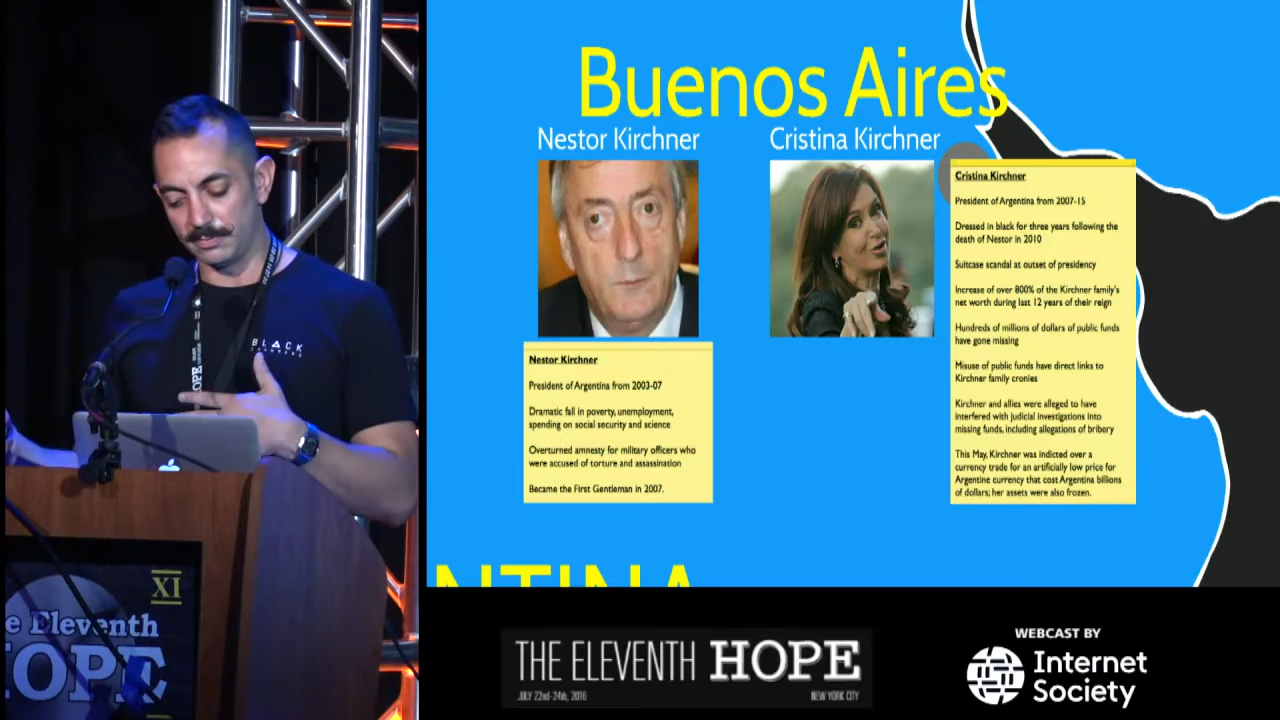 Buenos Aires
Nestor Kirchner
Cristina Kirchner
Nestor Kirchner
President of Argentina from 2003-07
Dramatic fall in poverty, unemployment,
spending on social security and science
Overturned amnesty for military officers who
were accused of torture and assassination
Became the First Gentleman in 2007.
Cristina Kirchner
President of Argentina from 2007-15
Dressed in black for three years following the
death of Nestor in 2010
Suitcase scandal at outset of presidency
Increase of over 800% of the Kirchner family's
net worth during last 12 years of their reign
Hundreds of millions of dollars of public funds
have gone missing
Misuse of public funds have direct links to
Kirchner family cronies
Kirchner and allies were alleged to have
interfered with judicial investigations into
missing funds, including allegations of bribery
This May, Kirchner was indicted over a
currency trade for an artificially low price for
Argentine currency that cost Argentina billions
of dollars; her assets were also frozen.
NTINA
BLACK
HOPE
XI
e Eleventh
HOPE
THE ELEVENTH HOPE
JULY 22nd-24th, 2016
NEW YORK CITY
WEBCAST BY
Internet
Society